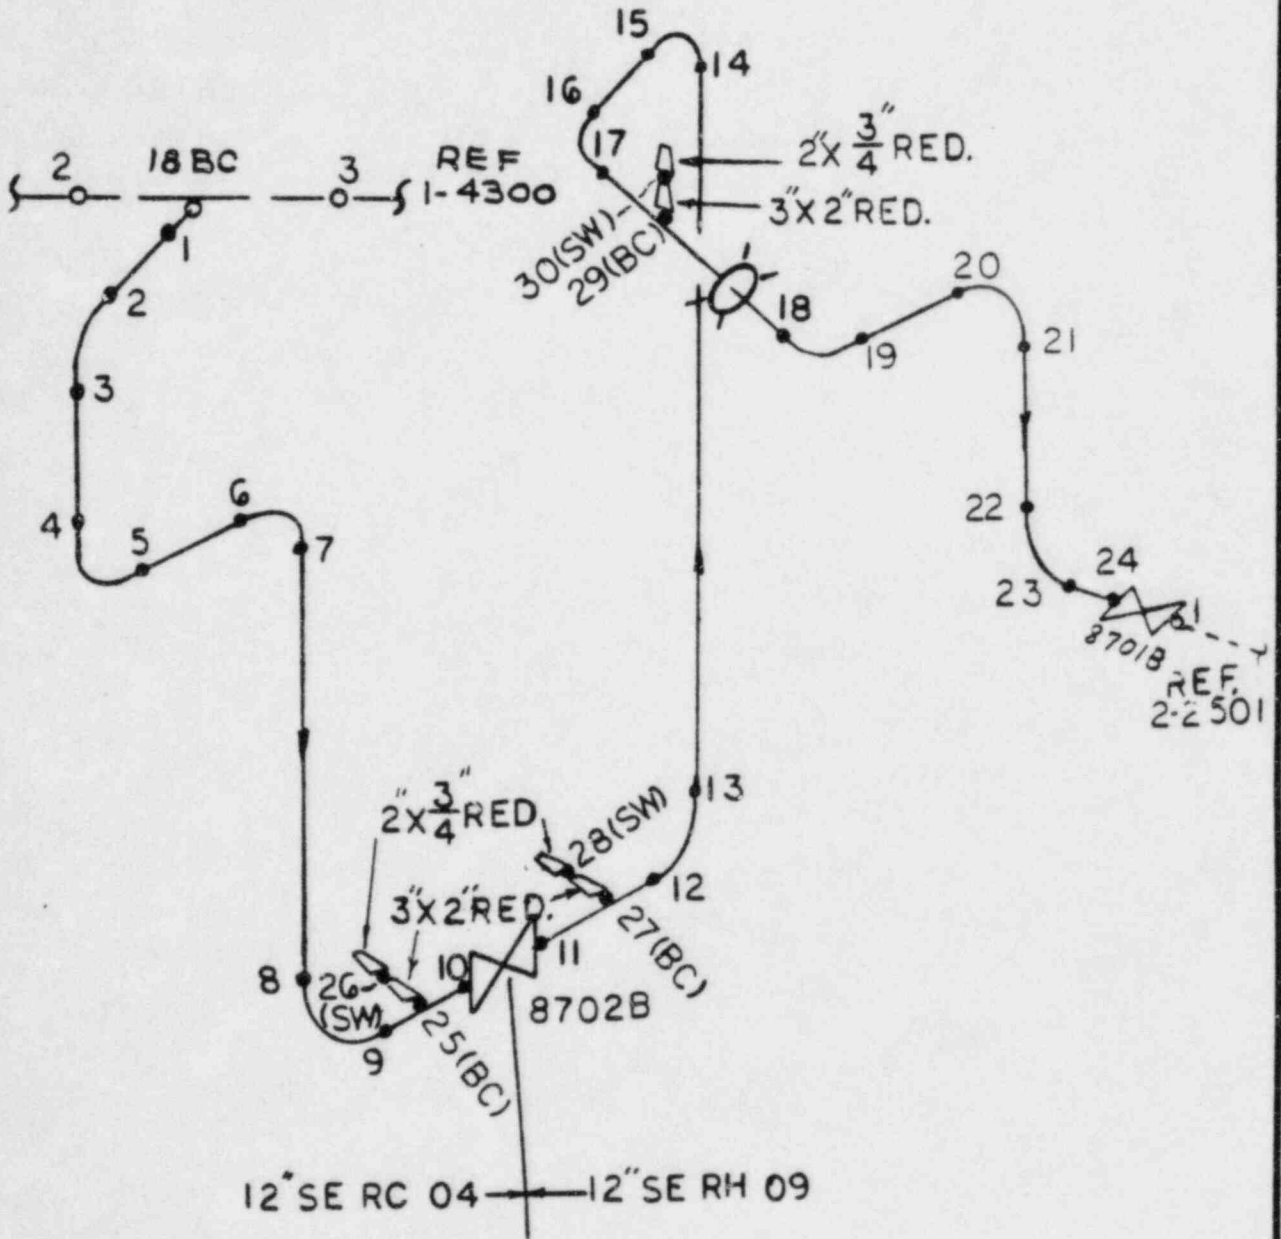 15
14
16
17
2" X 3/4" RED.
3" X 2" RED.
2
18 BC
3
REF
1-4300
1
2
30(SW)
29(BC)
18
20
19
21
3
4
5
6
7
22
23
24
31
8701B
REF.
2-2501
13
2" X 3/4" RED
28(SW)
12
3" X 2" RED.
27(BC)
11
10
8
26
(SW)
8702B
9
25(BC)
12" SE RC 04
12" SE RH 09